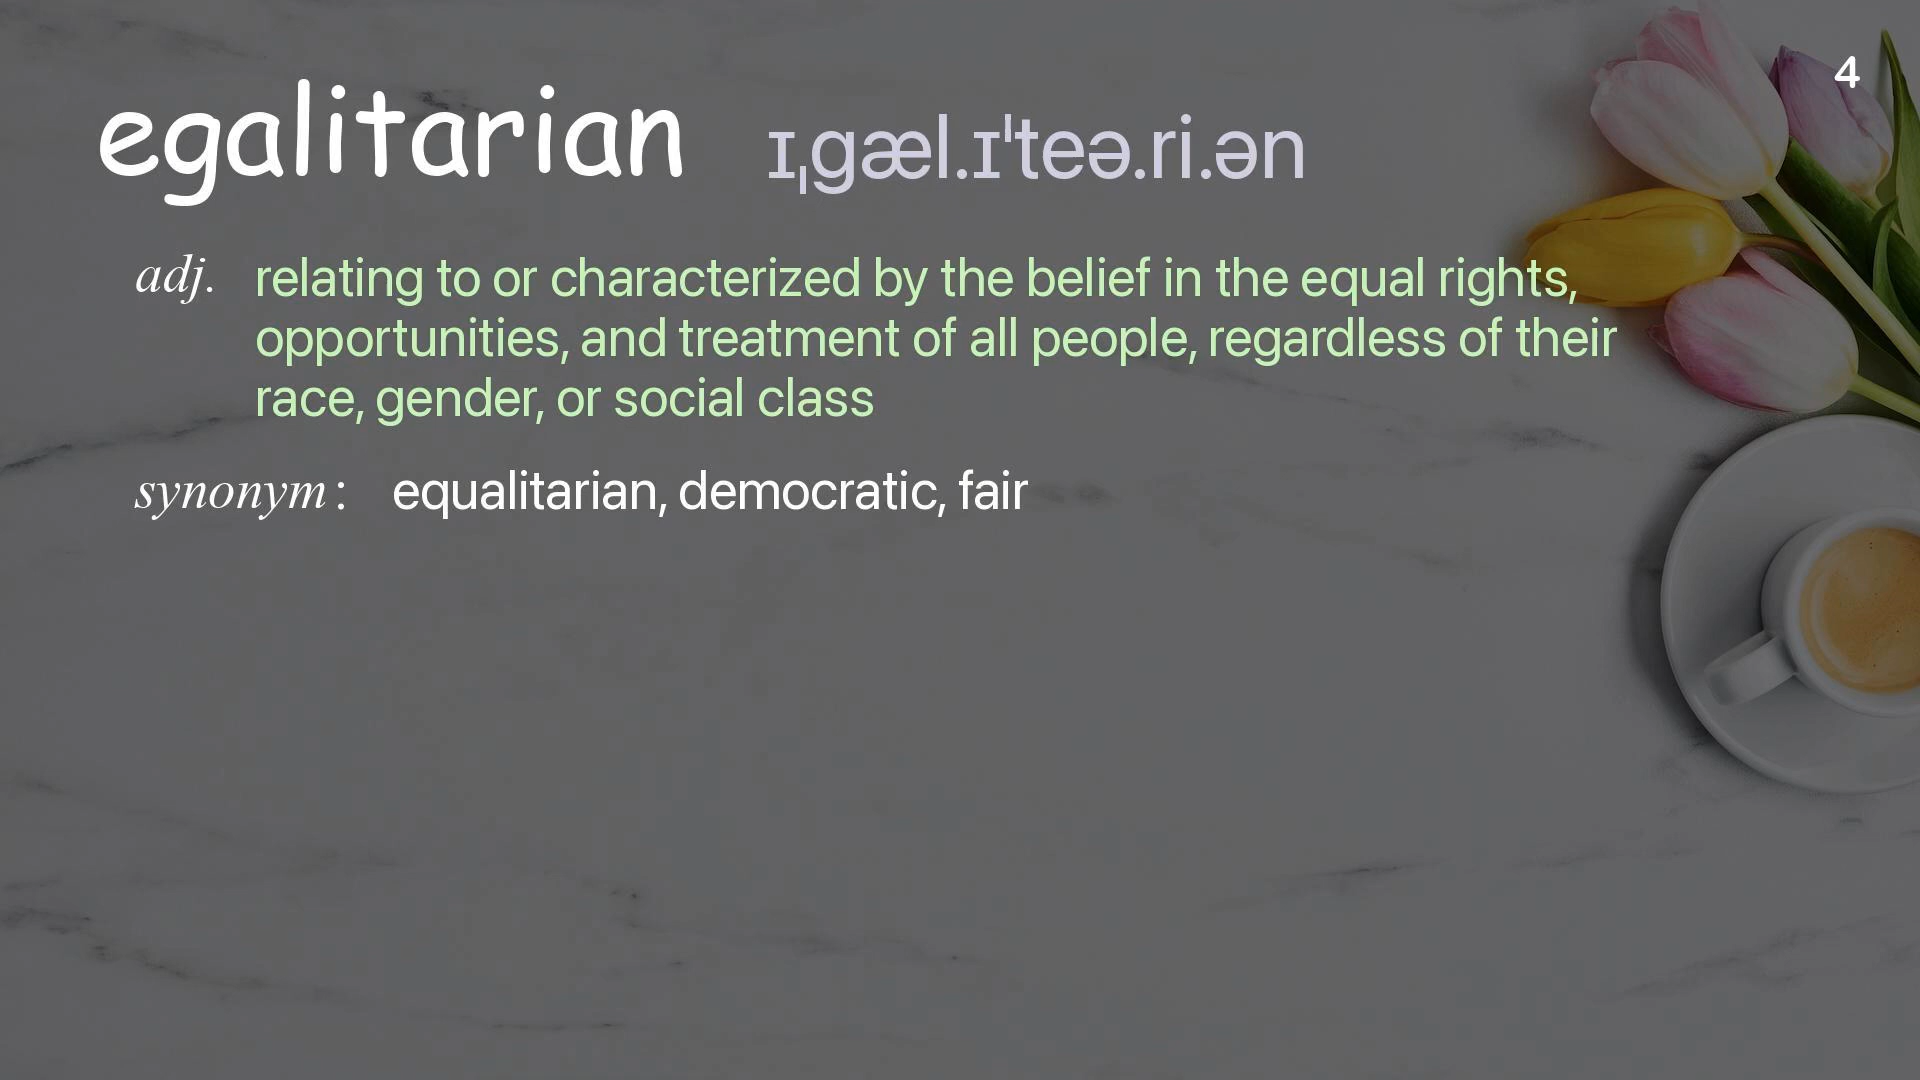 4
egalitarian ɪˌɡæl.ɪˈteə.ri.ən
adj. relating to or characterized by the belief in the equal rights,
opportunities, and treatment of all people, regardless of their
race, gender, or social class
synonym: equalitarian, democratic, fair